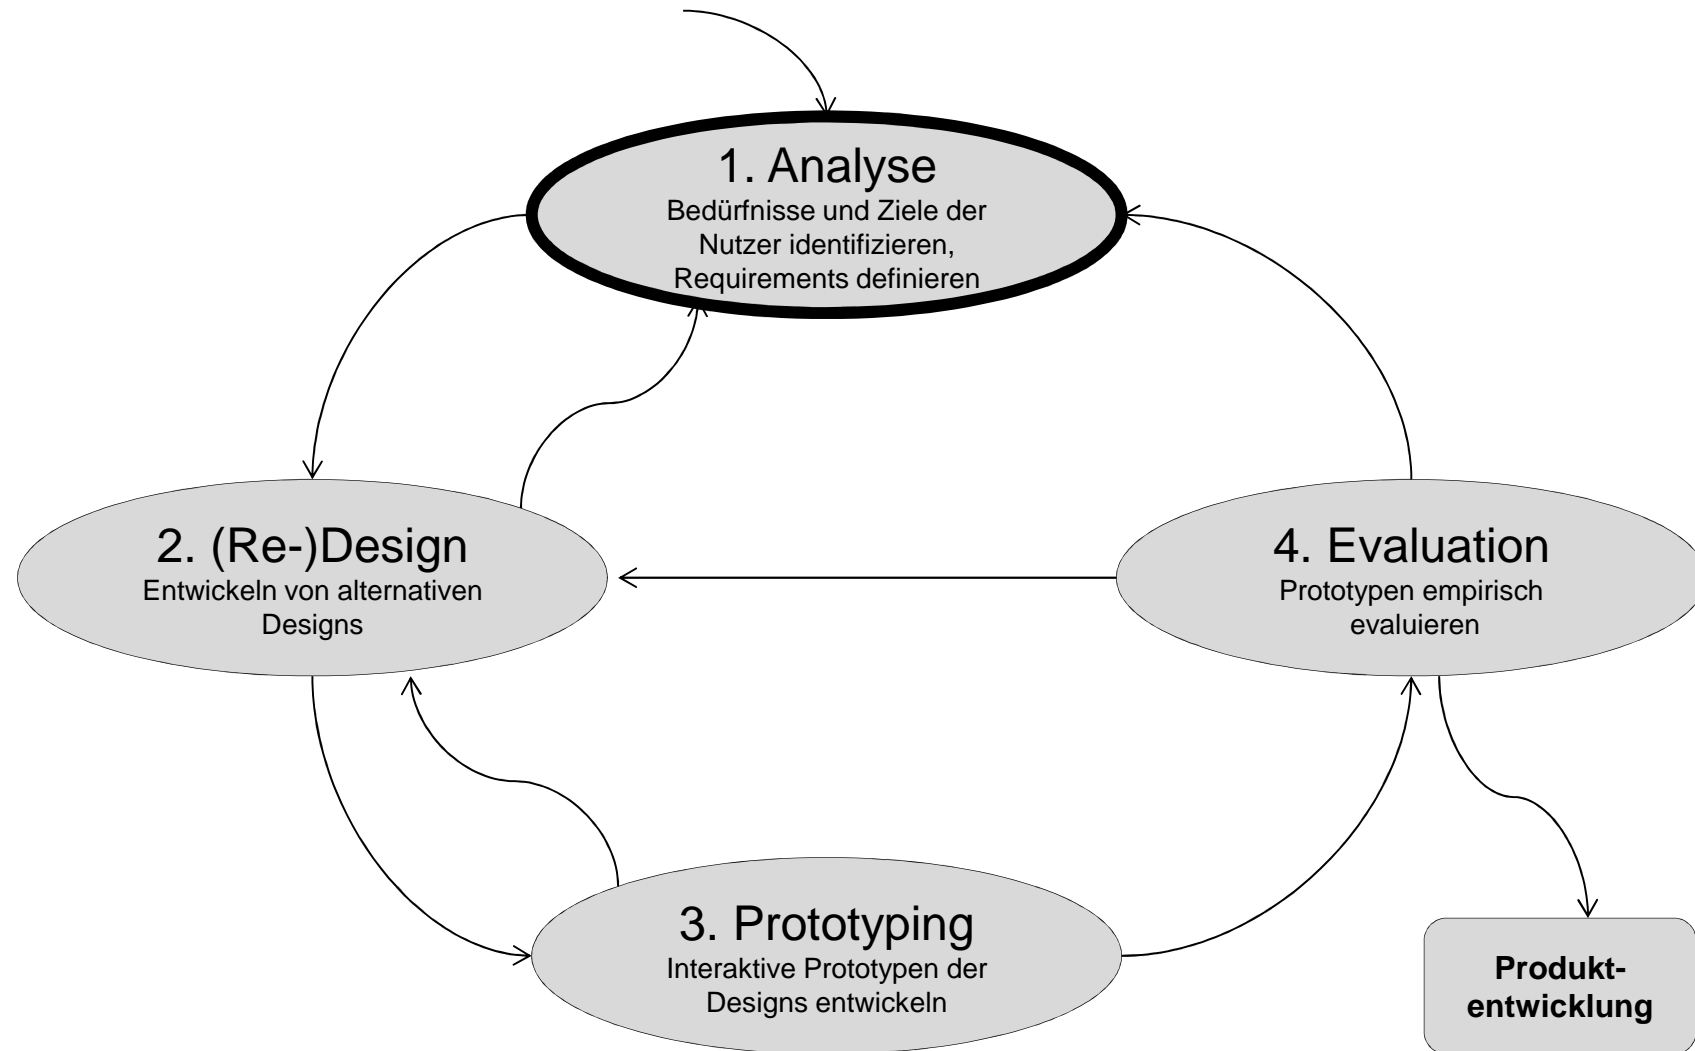 1. Analyse
Bedürfnisse und Ziele der
Nutzer identifizieren,
Requirements definieren
2. (Re-)Design
Entwickeln von alternativen
Designs
4. Evaluation
Prototypen empirisch
evaluieren
3. Prototyping
Interaktive Prototypen der
Designs entwickeln
Produkt-
entwicklung